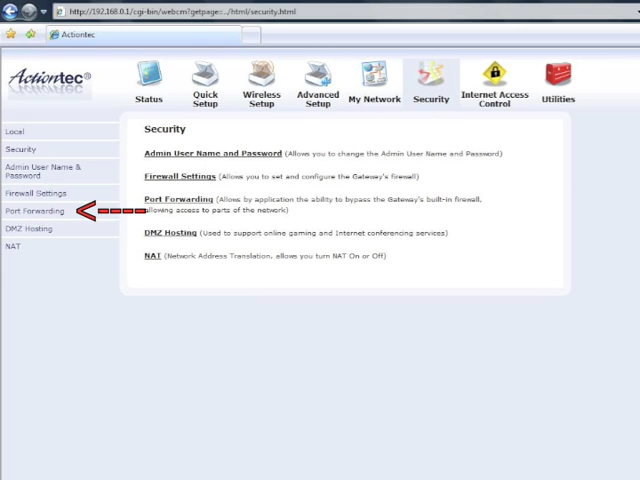 http://192.168.0.1/cgi-bin/webcm?getpage=../html/security.html
Actiontec
Actiontec®
Status
Quick Setup
Wireless Setup
Advanced Setup
My Network
Security
Internet Access Control
Utilities
Local
Security
Admin User Name &
Password
Firewall Settings
Port Forwarding
DMZ Hosting
NAT
Security
Admin User Name and Password (Allows you to change the Admin User Name and Password)
Firewall Settings (Allows you to set and configure the Gateway's firewall)
Port Forwarding (Allows by application the ability to bypass the Gateway's built-in firewall,
allowing access to parts of the network)
DMZ Hosting (Used to support online gaming and Internet conferencing services)
NAT (Network Address Translation, allows you turn NAT On or Off)